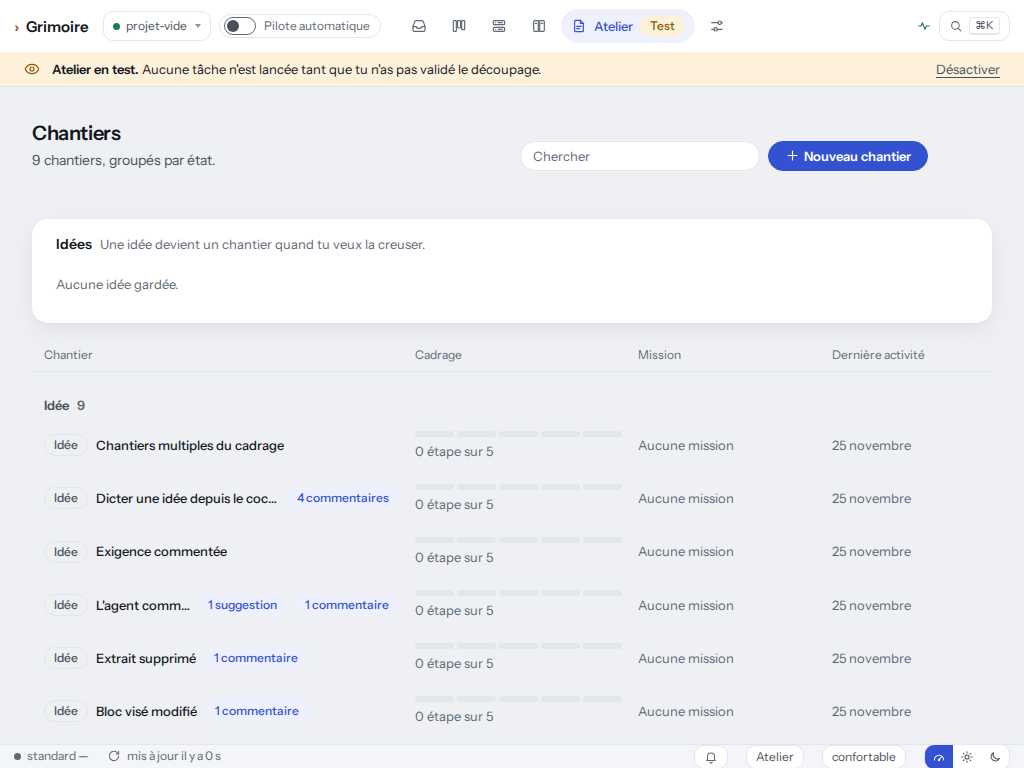 › Grimoire projet-vide Pilote automatique Atelier Test ⌘K
Atelier en test. Aucune tâche n'est lancée tant que tu n'as pas validé le découpage. Désactiver
Chantiers
9 chantiers, groupés par état.
Chercher
+ Nouveau chantier
Idées Une idée devient un chantier quand tu veux la creuser.
Aucune idée gardée.
Chantier Cadrage Mission Dernière activité
Idée 9
Idée Chantiers multiples du cadrage 0 étape sur 5 Aucune mission 25 novembre
Idée Dicter une idée depuis le coc... 4 commentaires 0 étape sur 5 Aucune mission 25 novembre
Idée Exigence commentée 0 étape sur 5 Aucune mission 25 novembre
Idée L'agent comm... 1 suggestion 1 commentaire 0 étape sur 5 Aucune mission 25 novembre
Idée Extrait supprimé 1 commentaire 0 étape sur 5 Aucune mission 25 novembre
Idée Bloc visé modifié 1 commentaire 0 étape sur 5 Aucune mission 25 novembre
standard — mis à jour il y a 0 s Atelier confortable